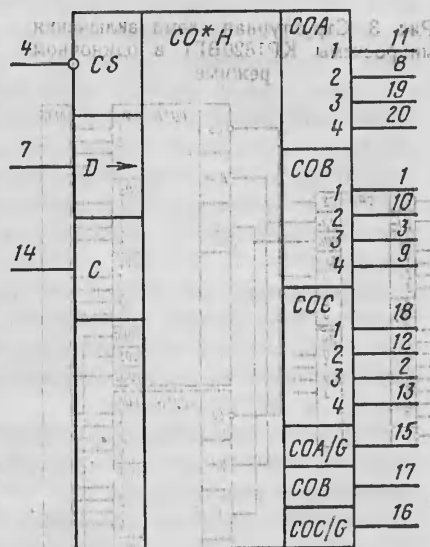 CO*H
4 CS
7 D →
14 C
COA
1 11
2 8
3 19
4 20
COB
1 1
2 10
3 3
4 9
COC
1 18
2 12
3 2
4 13
COA/G 15
COB 17
COC/G 16